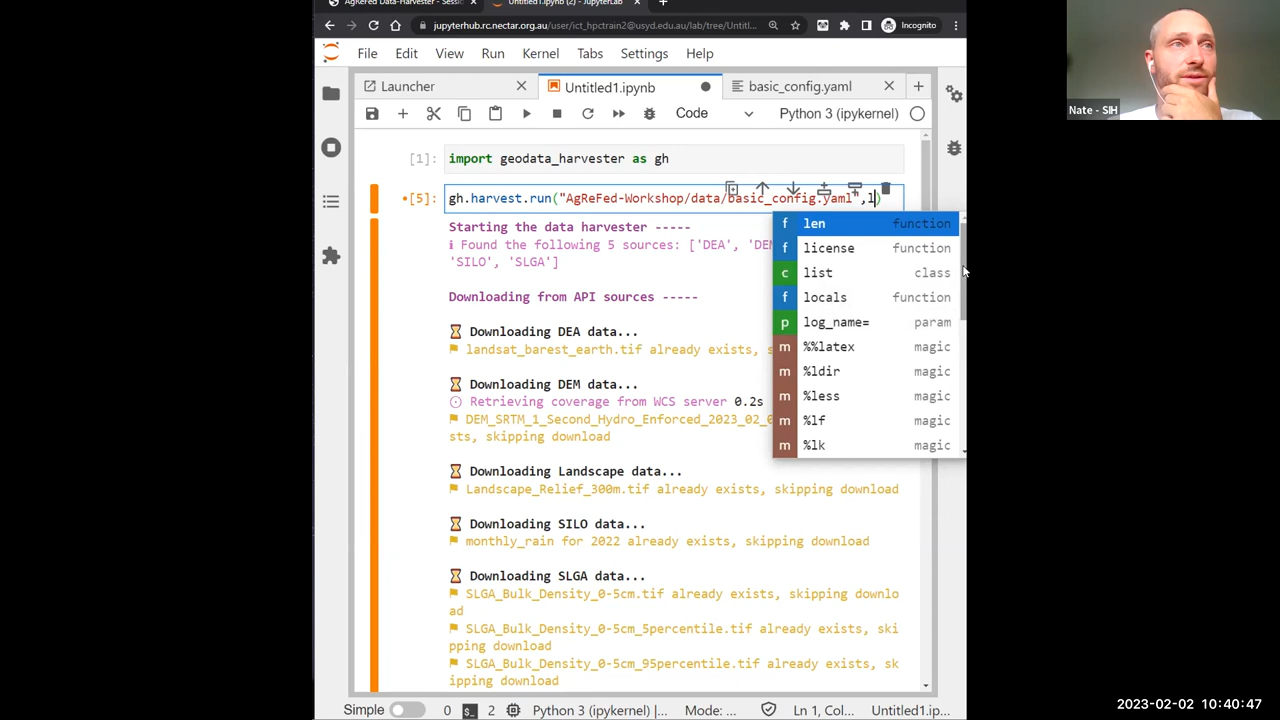 AgReFed Data-Harvester - Sessi
Untitled1.ipynb (2) - JupyterLab
jupyterhub.rc.nectar.org.au/user/ict_hpctrain2@usyd.edu.au/lab/tree/Untitl...
Incognito
File Edit View Run Kernel Tabs Settings Help
Launcher
Untitled1.ipynb
basic_config.yaml
Code
Python 3 (ipykernel)
[1]: import geodata_harvester as gh
[5]: gh.harvest.run("AgReFed-Workshop/data/basic_config.yaml",l)
Starting the data harvester -----
ℹ Found the following 5 sources: ['DEA', 'DEM
'SILO', 'SLGA']
Downloading from API sources -----
Downloading DEA data...
landsat_barest_earth.tif already exists, s
Downloading DEM data...
Retrieving coverage from WCS server 0.2s
DEM_SRTM_1_Second_Hydro_Enforced_2023_02_0
sts, skipping download
Downloading Landscape data...
Landscape_Relief_300m.tif already exists, skipping download
Downloading SILO data...
monthly_rain for 2022 already exists, skipping download
Downloading SLGA data...
SLGA_Bulk_Density_0-5cm.tif already exists, skipping downlo
ad
SLGA_Bulk_Density_0-5cm_5percentile.tif already exists, ski
pping download
SLGA_Bulk_Density_0-5cm_95percentile.tif already exists, sk
ipping download
f len function
f license function
c list class
f locals function
p log_name= param
m %%latex magic
m %ldir magic
m %less magic
m %lf magic
m %lk magic
Simple 0 2 Python 3 (ipykernel) |... Mode: ... Ln 1, Col... Untitled1.ip...
Nate - SIH
2023-02-02 10:40:47